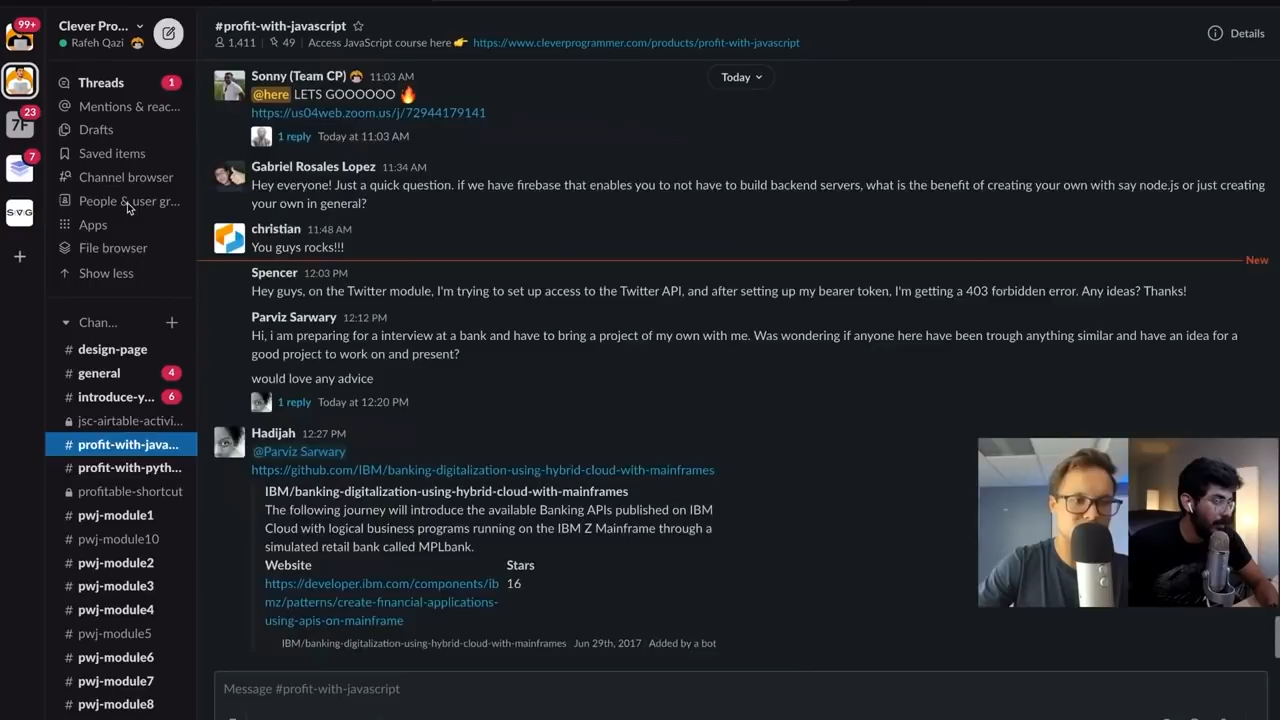 99+
23
7F
7
SVG
+
Clever Pro...
Rafeh Qazi
Threads 1
Mentions & reac...
Drafts
Saved items
Channel browser
People & user gr...
Apps
File browser
Show less
Chan... +
# design-page
# general 4
# introduce-y... 6
jsc-airtable-activi...
# profit-with-java...
# profit-with-pyth...
profitable-shortcut
# pwj-module1
# pwj-module10
# pwj-module2
# pwj-module3
# pwj-module4
# pwj-module5
# pwj-module6
# pwj-module7
# pwj-module8
#profit-with-javascript
1,411 | 49 | Access JavaScript course here 👉 https://www.cleverprogrammer.com/products/profit-with-javascript
Details
Today
Sonny (Team CP) 11:03 AM
@here LETS GOOOOOO 🔥
https://us04web.zoom.us/j/72944179141
1 reply Today at 11:03 AM
Gabriel Rosales Lopez 11:34 AM
Hey everyone! Just a quick question. if we have firebase that enables you to not have to build backend servers, what is the benefit of creating your own with say node.js or just creating
your own in general?
christian 11:48 AM
You guys rocks!!!
New
Spencer 12:03 PM
Hey guys, on the Twitter module, I'm trying to set up access to the Twitter API, and after setting up my bearer token, I'm getting a 403 forbidden error. Any ideas? Thanks!
Parviz Sarwary 12:12 PM
Hi, i am preparing for a interview at a bank and have to bring a project of my own with me. Was wondering if anyone here have been trough anything similar and have an idea for a
good project to work on and present?
would love any advice
1 reply Today at 12:20 PM
Hadijah 12:27 PM
@Parviz Sarwary
https://github.com/IBM/banking-digitalization-using-hybrid-cloud-with-mainframes
IBM/banking-digitalization-using-hybrid-cloud-with-mainframes
The following journey will introduce the available Banking APIs published on IBM
Cloud with logical business programs running on the IBM Z Mainframe through a
simulated retail bank called MPLbank.
Website Stars
https://developer.ibm.com/components/ib 16
mz/patterns/create-financial-applications-
using-apis-on-mainframe
IBM/banking-digitalization-using-hybrid-cloud-with-mainframes Jun 29th, 2017 Added by a bot
Message #profit-with-javascript